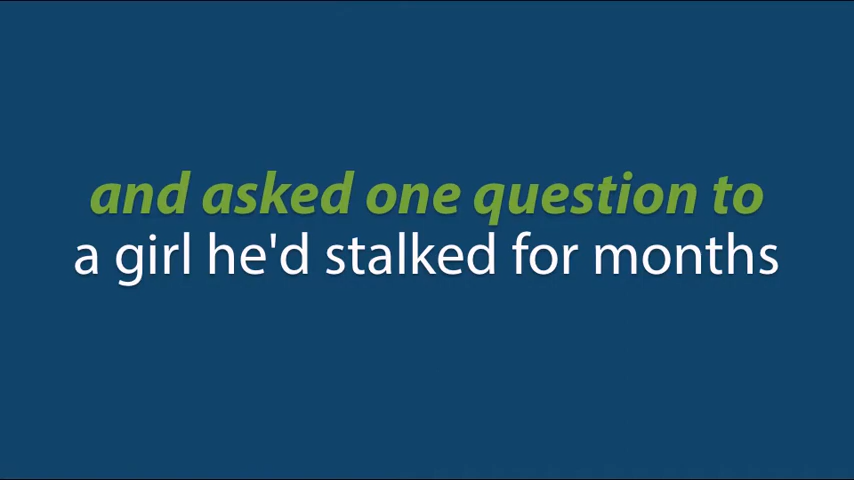 and asked one question to
a girl he'd stalked for months